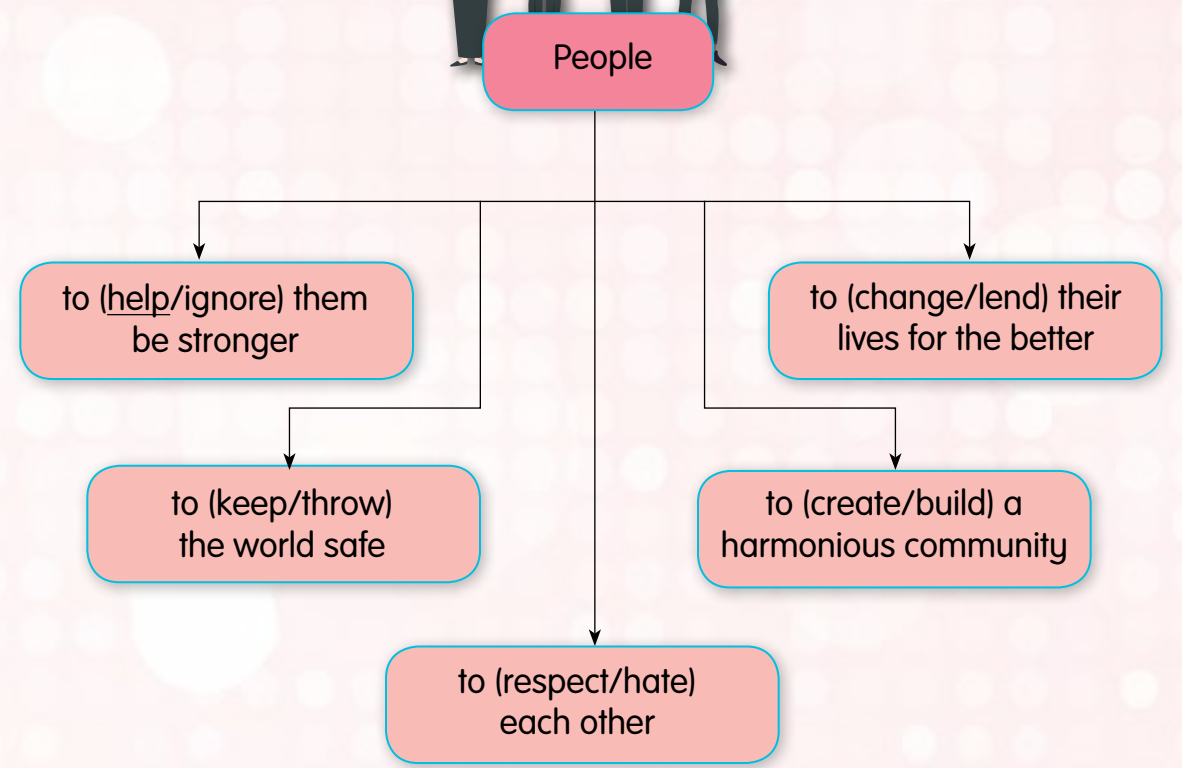 People
to (help/ignore) them
be stronger
to (change/lend) their
lives for the better
to (keep/throw)
the world safe
to (create/build) a
harmonious community
to (respect/hate)
each other